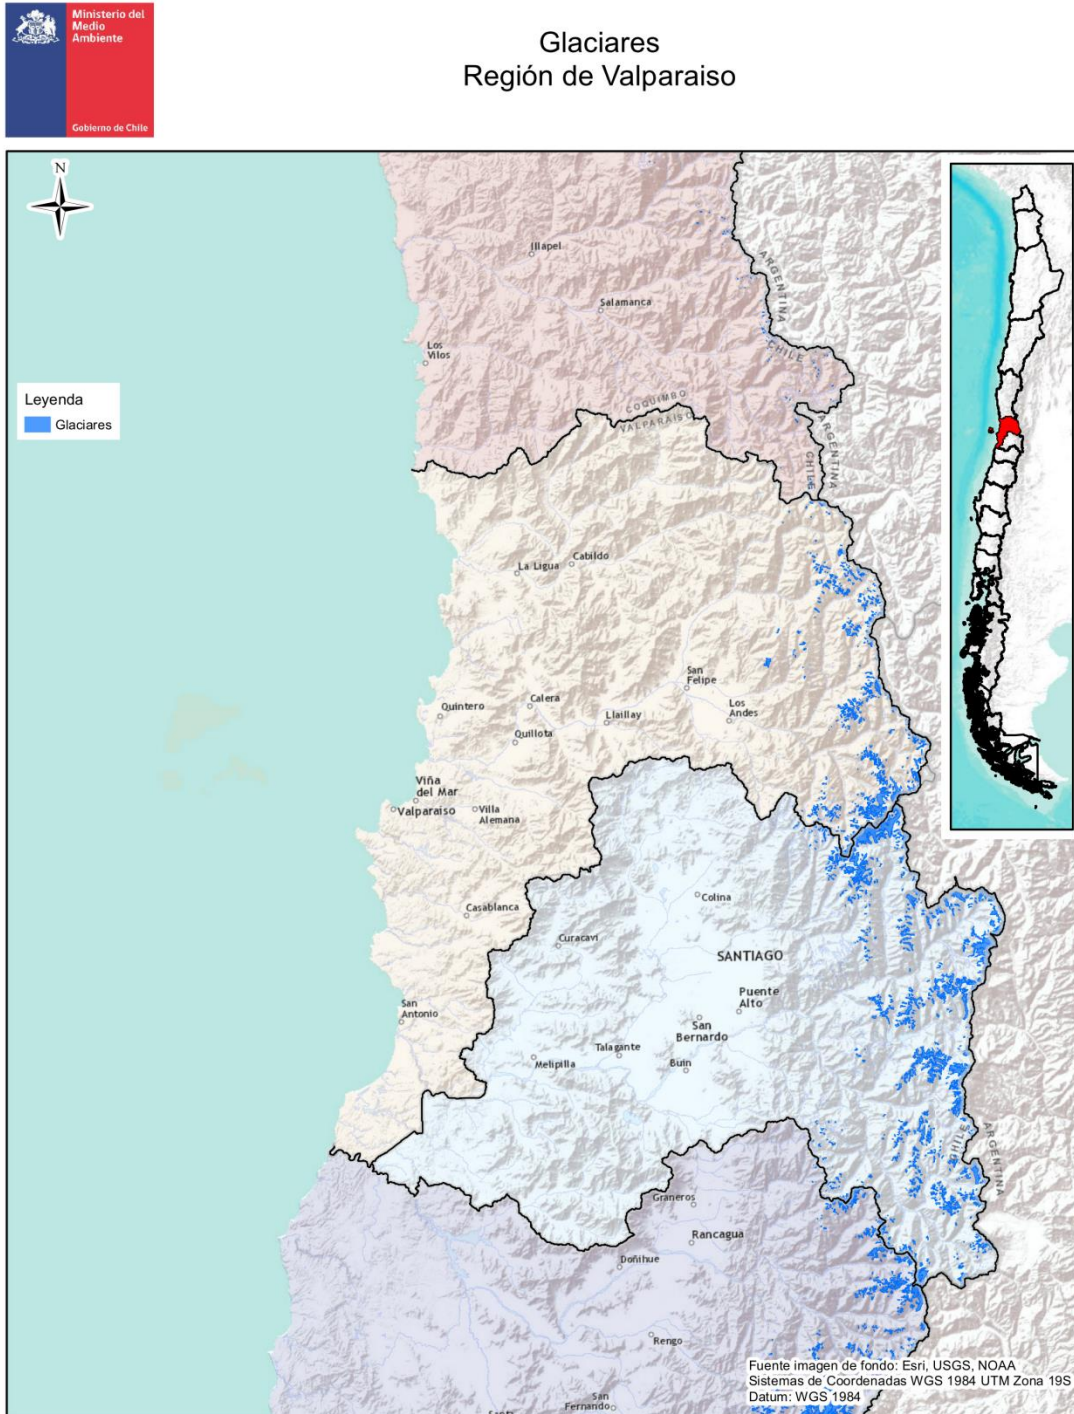 Ministerio del
Medio
Ambiente
Gobierno de Chile
Glaciares
Región de Valparaiso
N
Leyenda
Glaciares
Illapel
Salamanca
Los
Vilos
ARGENTINA
CHILE
COQUIMBO
VALPARAÍSO
ARGENTINA
CHILE
La Ligua
Cabildo
San
Felipe
Los
Andes
Quintero
Calera
Llaillay
Quillota
Viña
del Mar
Valparaíso
Villa
Alemana
Casablanca
Colina
Curacaví
SANTIAGO
Puente
Alto
San
Antonio
San
Bernardo
Talagante
Melipilla
Buin
CHILE
ARGENTINA
Graneros
Rancagua
Doñihue
Rengo
San
Fernando
Santa
Fuente imagen de fondo: Esri, USGS, NOAA
Sistemas de Coordenadas WGS 1984 UTM Zona 19S
Datum: WGS 1984